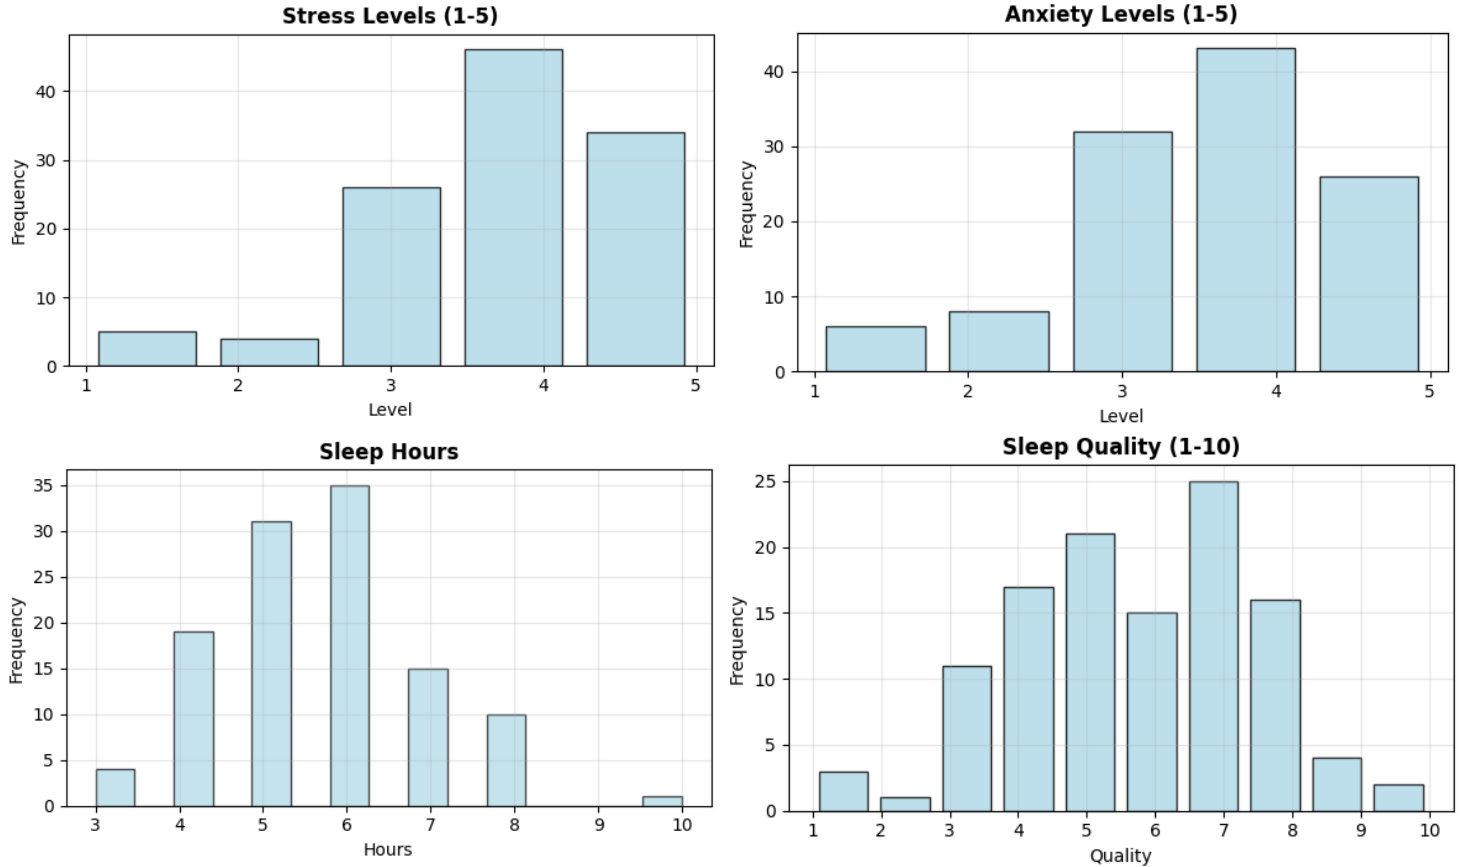 Stress Levels (1-5)
Frequency
40
30
20
10
0
1 2 3 4 5
Level
Anxiety Levels (1-5)
Frequency
40
30
20
10
0
1 2 3 4 5
Level
Sleep Hours
Frequency
35
30
25
20
15
10
5
0
3 4 5 6 7 8 9 10
Hours
Sleep Quality (1-10)
Frequency
25
20
15
10
5
0
1 2 3 4 5 6 7 8 9 10
Quality